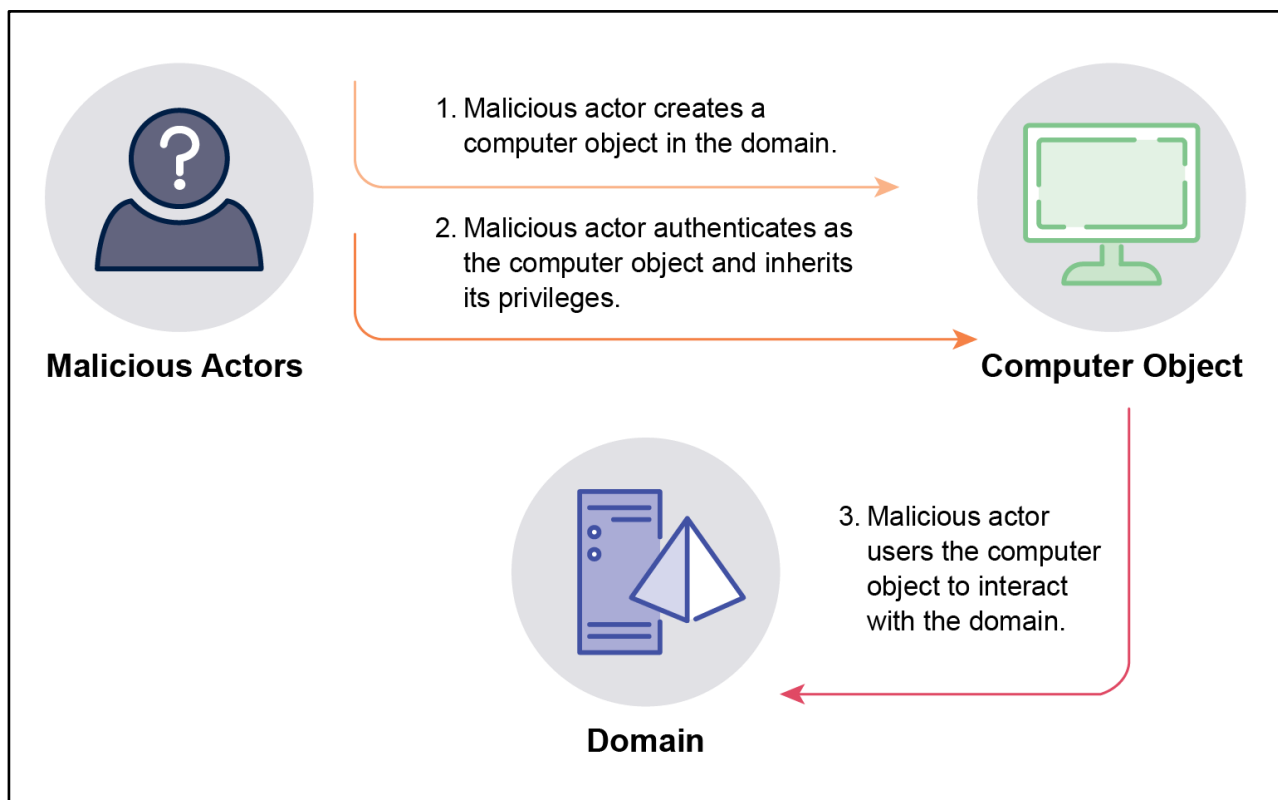 1. Malicious actor creates a
computer object in the domain.
2. Malicious actor authenticates as
the computer object and inherits
its privileges.
Malicious Actors
Computer Object
3. Malicious actor
users the computer
object to interact
with the domain.
Domain